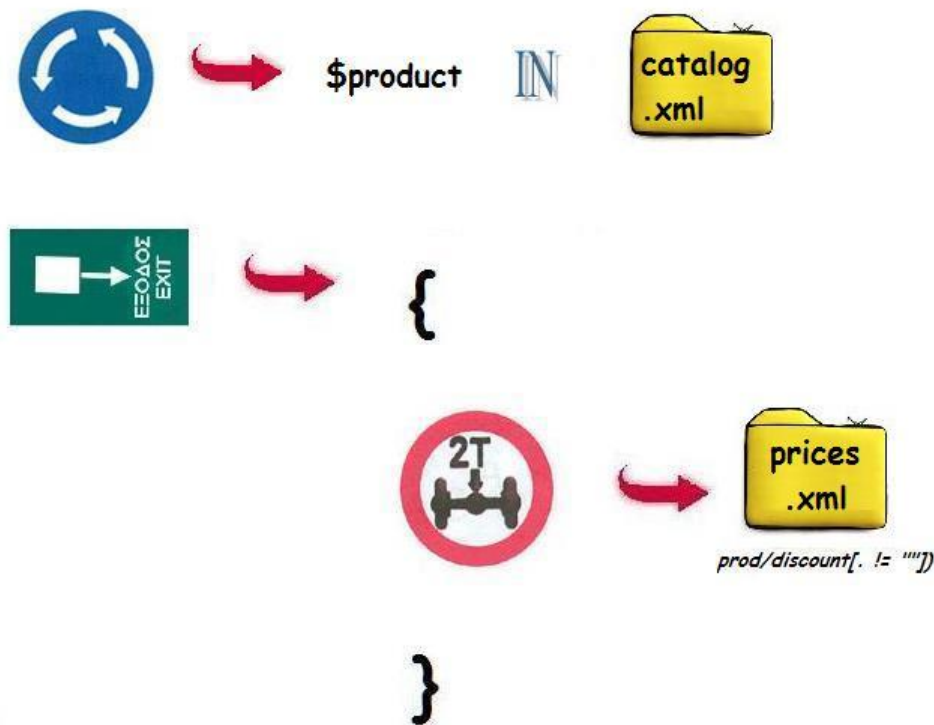 $product IN catalog
.xml
ΕΞΟΔΟΣ
EXIT
{
2T
prices
.xml
prod/discount[. != ""])
}